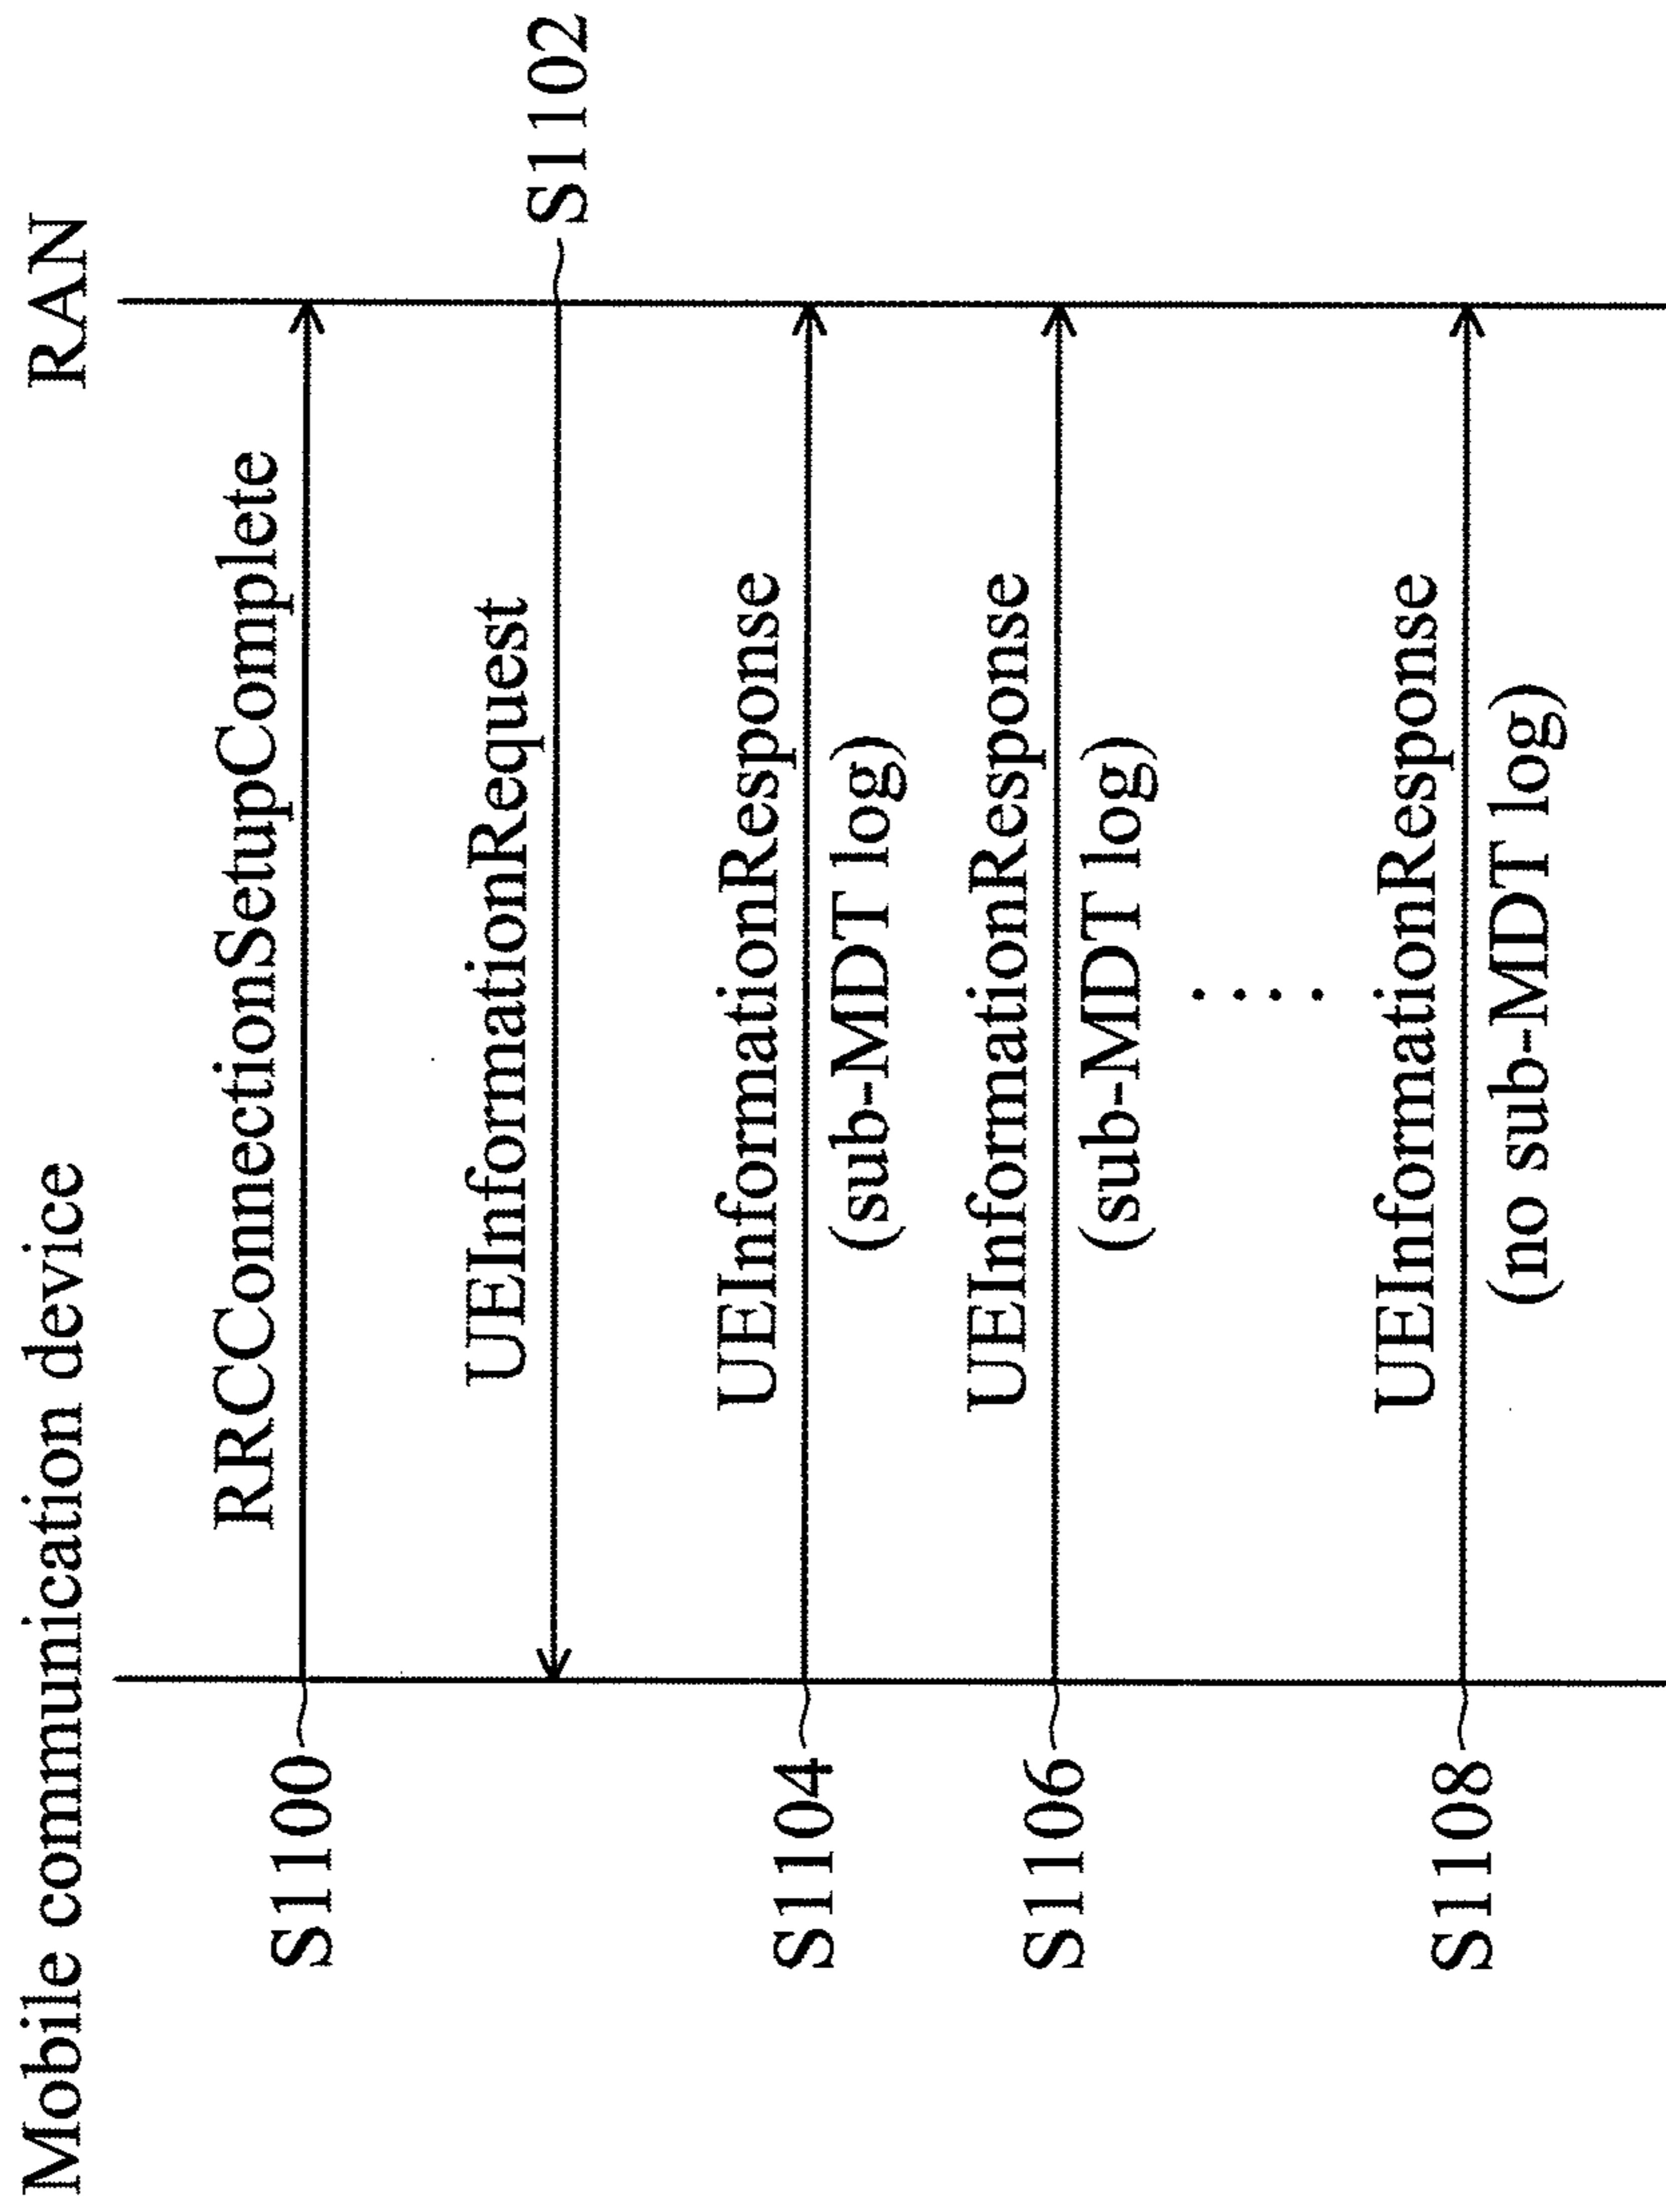 Mobile communication device
RAN
RRCConnectionSetupComplete
S1100
UEInformationRequest
S1102
UEInformationResponse
(sub-MDT log)
S1104
UEInformationResponse
(sub-MDT log)
S1106
. . . .
UEInformationResponse
(no sub-MDT log)
S1108